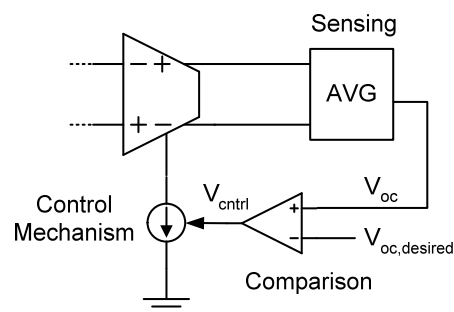 Sensing
− +
AVG
+ −
V_cntrl
V_oc
Control
Mechanism
+
−
V_oc,desired
Comparison